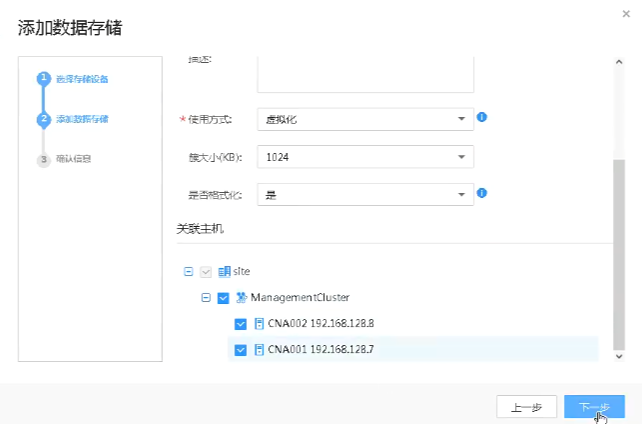 添加数据存储
1 选择存储设备
2 添加数据存储
3 确认信息
描述:
*使用方式: 虚拟化
簇大小(KB): 1024
是否格式化: 是
关联主机
site
ManagementCluster
CNA002 192.168.128.8
CNA001 192.168.128.7
上一步 下一步